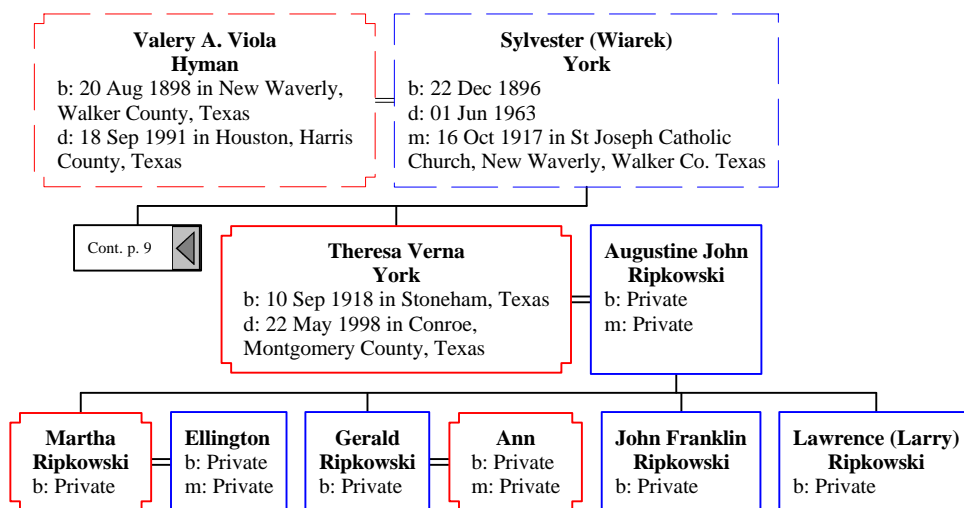 Valery A. Viola
Hyman
b: 20 Aug 1898 in New Waverly,
Walker County, Texas
d: 18 Sep 1991 in Houston, Harris
County, Texas
Sylvester (Wiarek)
York
b: 22 Dec 1896
d: 01 Jun 1963
m: 16 Oct 1917 in St Joseph Catholic
Church, New Waverly, Walker Co. Texas
Cont. p. 9
Theresa Verna
York
b: 10 Sep 1918 in Stoneham, Texas
d: 22 May 1998 in Conroe,
Montgomery County, Texas
Augustine John
Ripkowski
b: Private
m: Private
Martha
Ripkowski
b: Private
Ellington
b: Private
m: Private
Gerald
Ripkowski
b: Private
Ann
b: Private
m: Private
John Franklin
Ripkowski
b: Private
Lawrence (Larry)
Ripkowski
b: Private